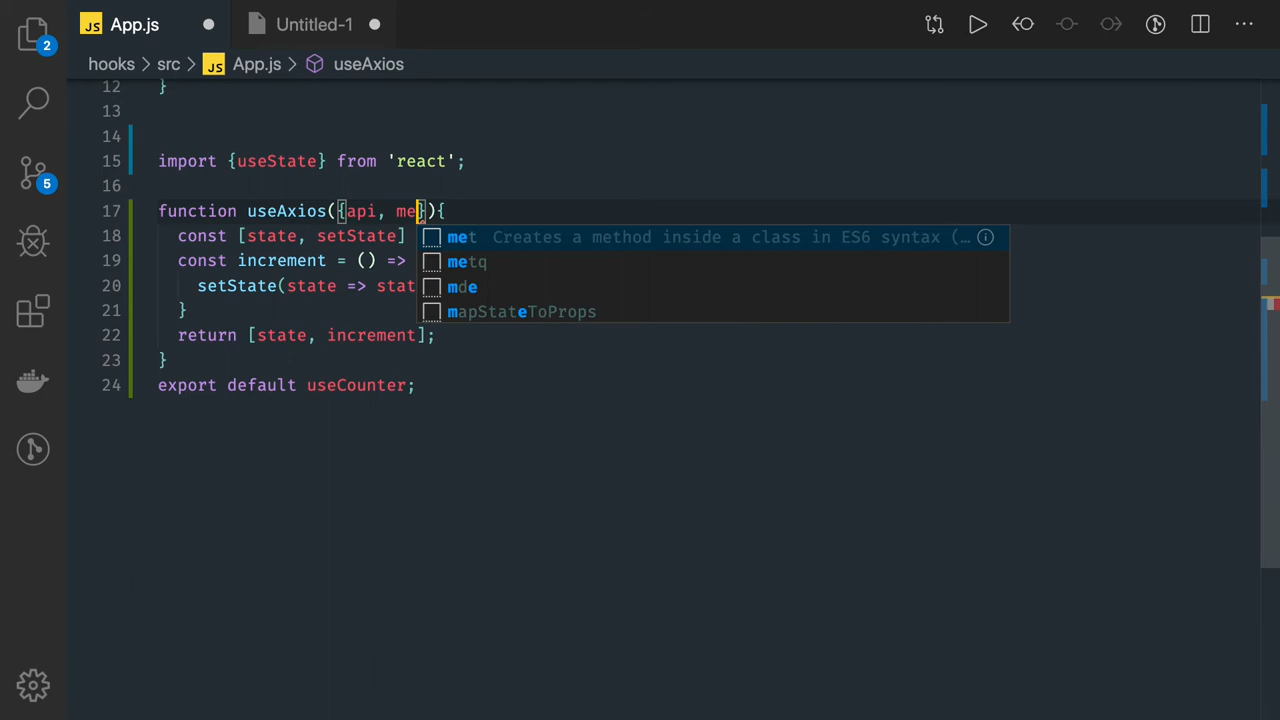 JS App.js
Untitled-1
2
hooks > src > JS App.js > useAxios
12 }
13
14
15 import {useState} from 'react';
16
17 function useAxios({api, me}){
18 const [state, setState]
19 const increment = () =>
20 setState(state => stat
21 }
22 return [state, increment];
23 }
24 export default useCounter;
met Creates a method inside a class in ES6 syntax (…
metq
mde
mapStateToProps
5